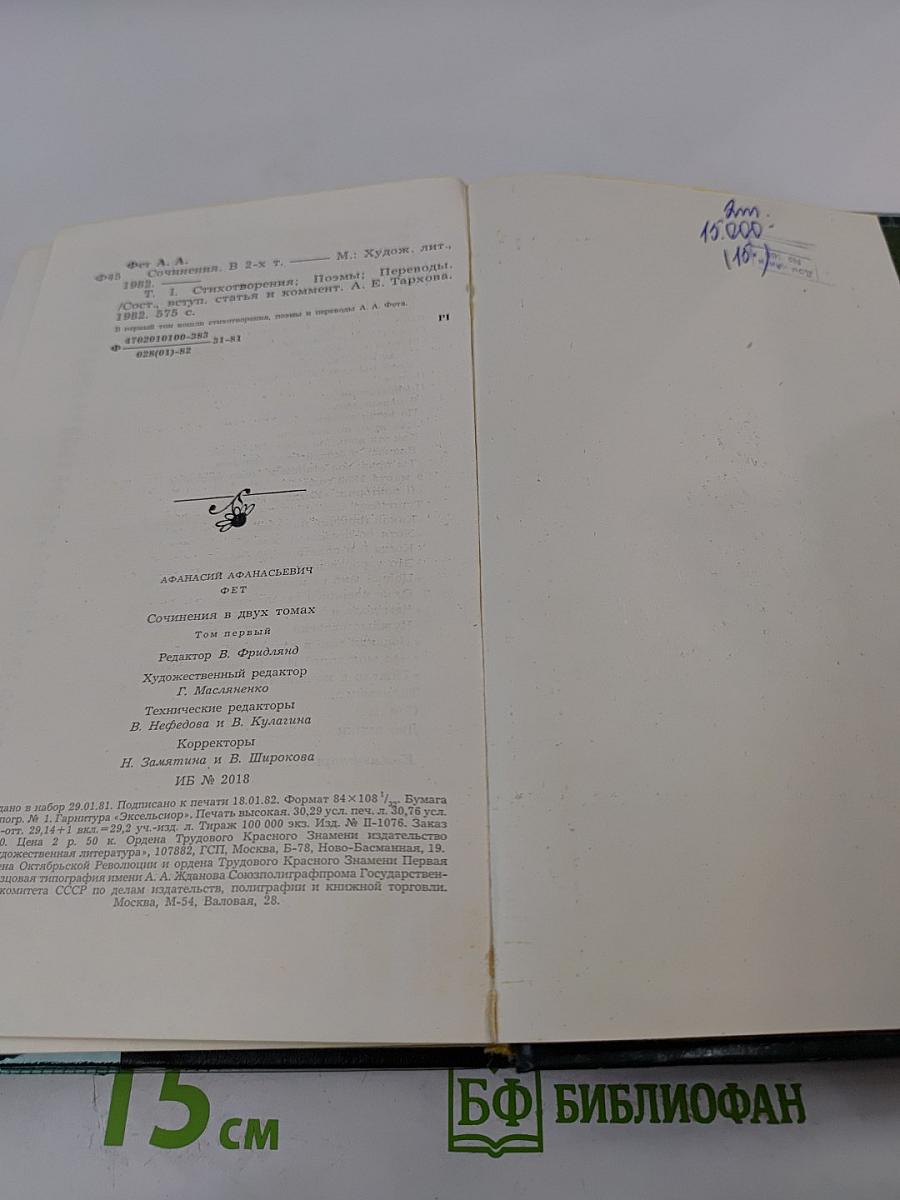 Фет А. А.
Ф45 Сочинения. В 2-х т. — М.: Худож. лит.,
1982. —
Т. 1. Стихотворения; Поэмы; Переводы.
/Сост., вступ. статья и коммент. А. Е. Тархова.
1982. 575 с.
В первый том вошли стихотворения, поэмы и переводы А. А. Фета.
Ф 4702010100-383 31-81 Р1
028(01)-82
АФАНАСИЙ АФАНАСЬЕВИЧ
ФЕТ
Сочинения в двух томах
Том первый
Редактор В. Фридлянд
Художественный редактор
Г. Масляненко
Технические редакторы
В. Нефедова и В. Кулагина
Корректоры
Н. Замятина и В. Широкова
ИБ № 2018
дано в набор 29.01.81. Подписано к печати 18.01.82. Формат 84×108 1/32. Бумага
погр. № 1. Гарнитура «Эксельсиор». Печать высокая. 30,29 усл. печ. л. 30,76 усл.
-отт. 29,14+1 вкл.=29,2 уч.-изд. л. Тираж 100 000 экз. Изд. № II-1076. Заказ
0. Цена 2 р. 50 к. Ордена Трудового Красного Знамени издательство
дожественная литература», 107882, ГСП, Москва, Б-78, Ново-Басманная, 19.
ена Октябрьской Революции и ордена Трудового Красного Знамени Первая
зцовая типография имени А. А. Жданова Союзполиграфпрома Государствен-
комитета СССР по делам издательств, полиграфии и книжной торговли.
Москва, М-54, Валовая, 28.
2т.
15.000-
15 см
БФ БИБЛИОФАН